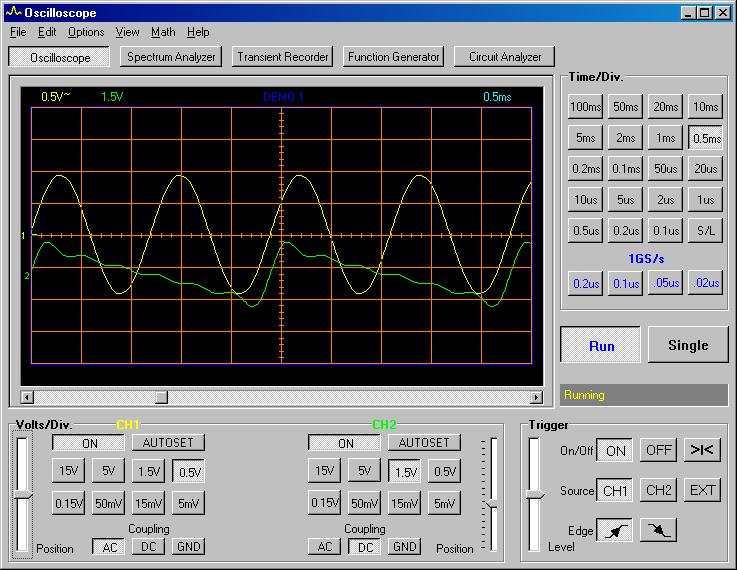 Oscilloscope
File Edit Options View Math Help
Oscilloscope Spectrum Analyzer Transient Recorder Function Generator Circuit Analyzer
0.5V~ 1.5V DEMO 1 0.5ms
1
2
Time/Div.
100ms 50ms 20ms 10ms
5ms 2ms 1ms 0.5ms
0.2ms 0.1ms 50us 20us
10us 5us 2us 1us
0.5us 0.2us 0.1us S/L
1GS/s
0.2us 0.1us .05us .02us
Run Single
Running
Volts/Div. CH1 CH2
ON AUTOSET ON AUTOSET
15V 5V 1.5V 0.5V 15V 5V 1.5V 0.5V
0.15V 50mV 15mV 5mV 0.15V 50mV 15mV 5mV
Coupling Coupling
Position AC DC GND AC DC GND Position
Trigger
On/Off ON OFF >I<
Source CH1 CH2 EXT
Edge
Level